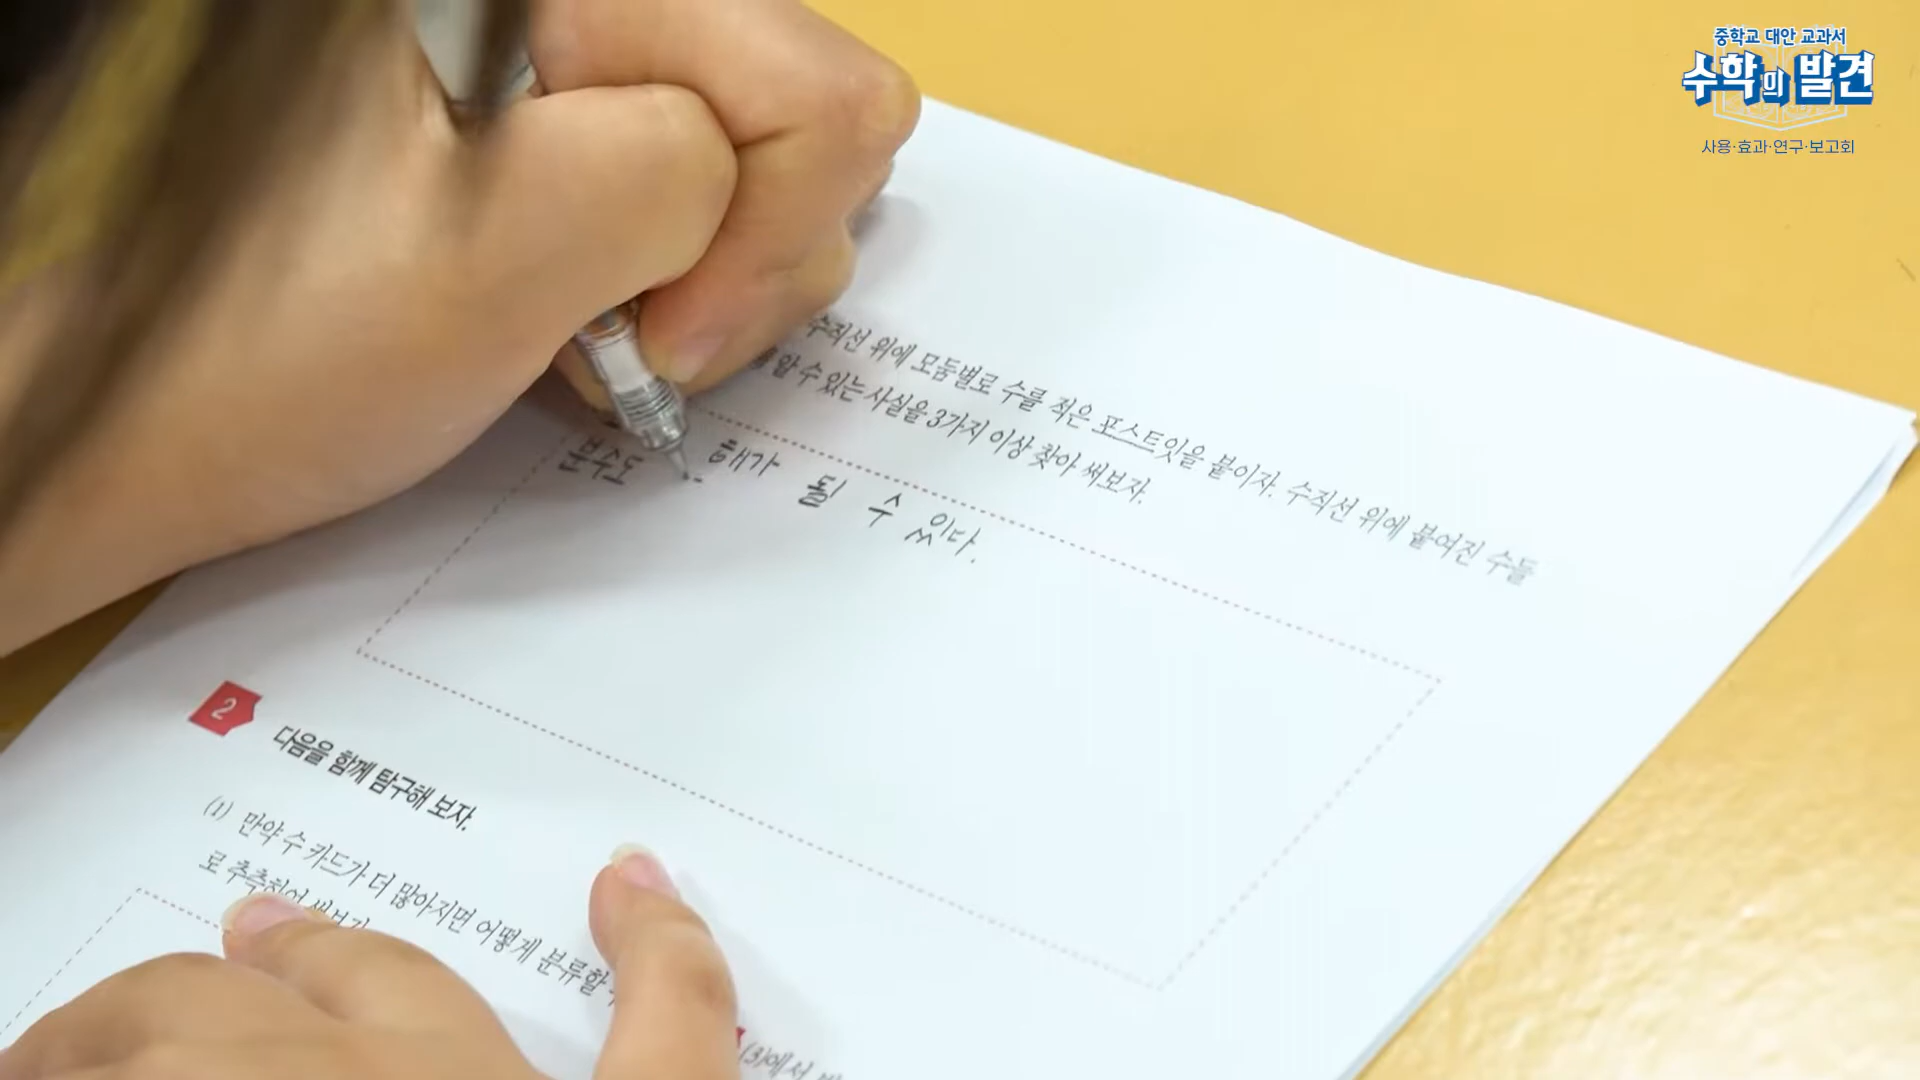 중학교 대안 교과서
수학의 발견
사용·효과·연구·보고회
수직선 위에 모둠별로 수를 적은 포스트잇을 붙이자. 수직선 위에 붙여진 수들
알 수 있는 사실을 3가지 이상 찾아 써보자.
분수도 해가 될 수 있다.
2
다음을 함께 탐구해 보자.
(1) 만약 수 카드가 더 많아지면 어떻게 분류할
로 추측하여 써보자
(3)에서